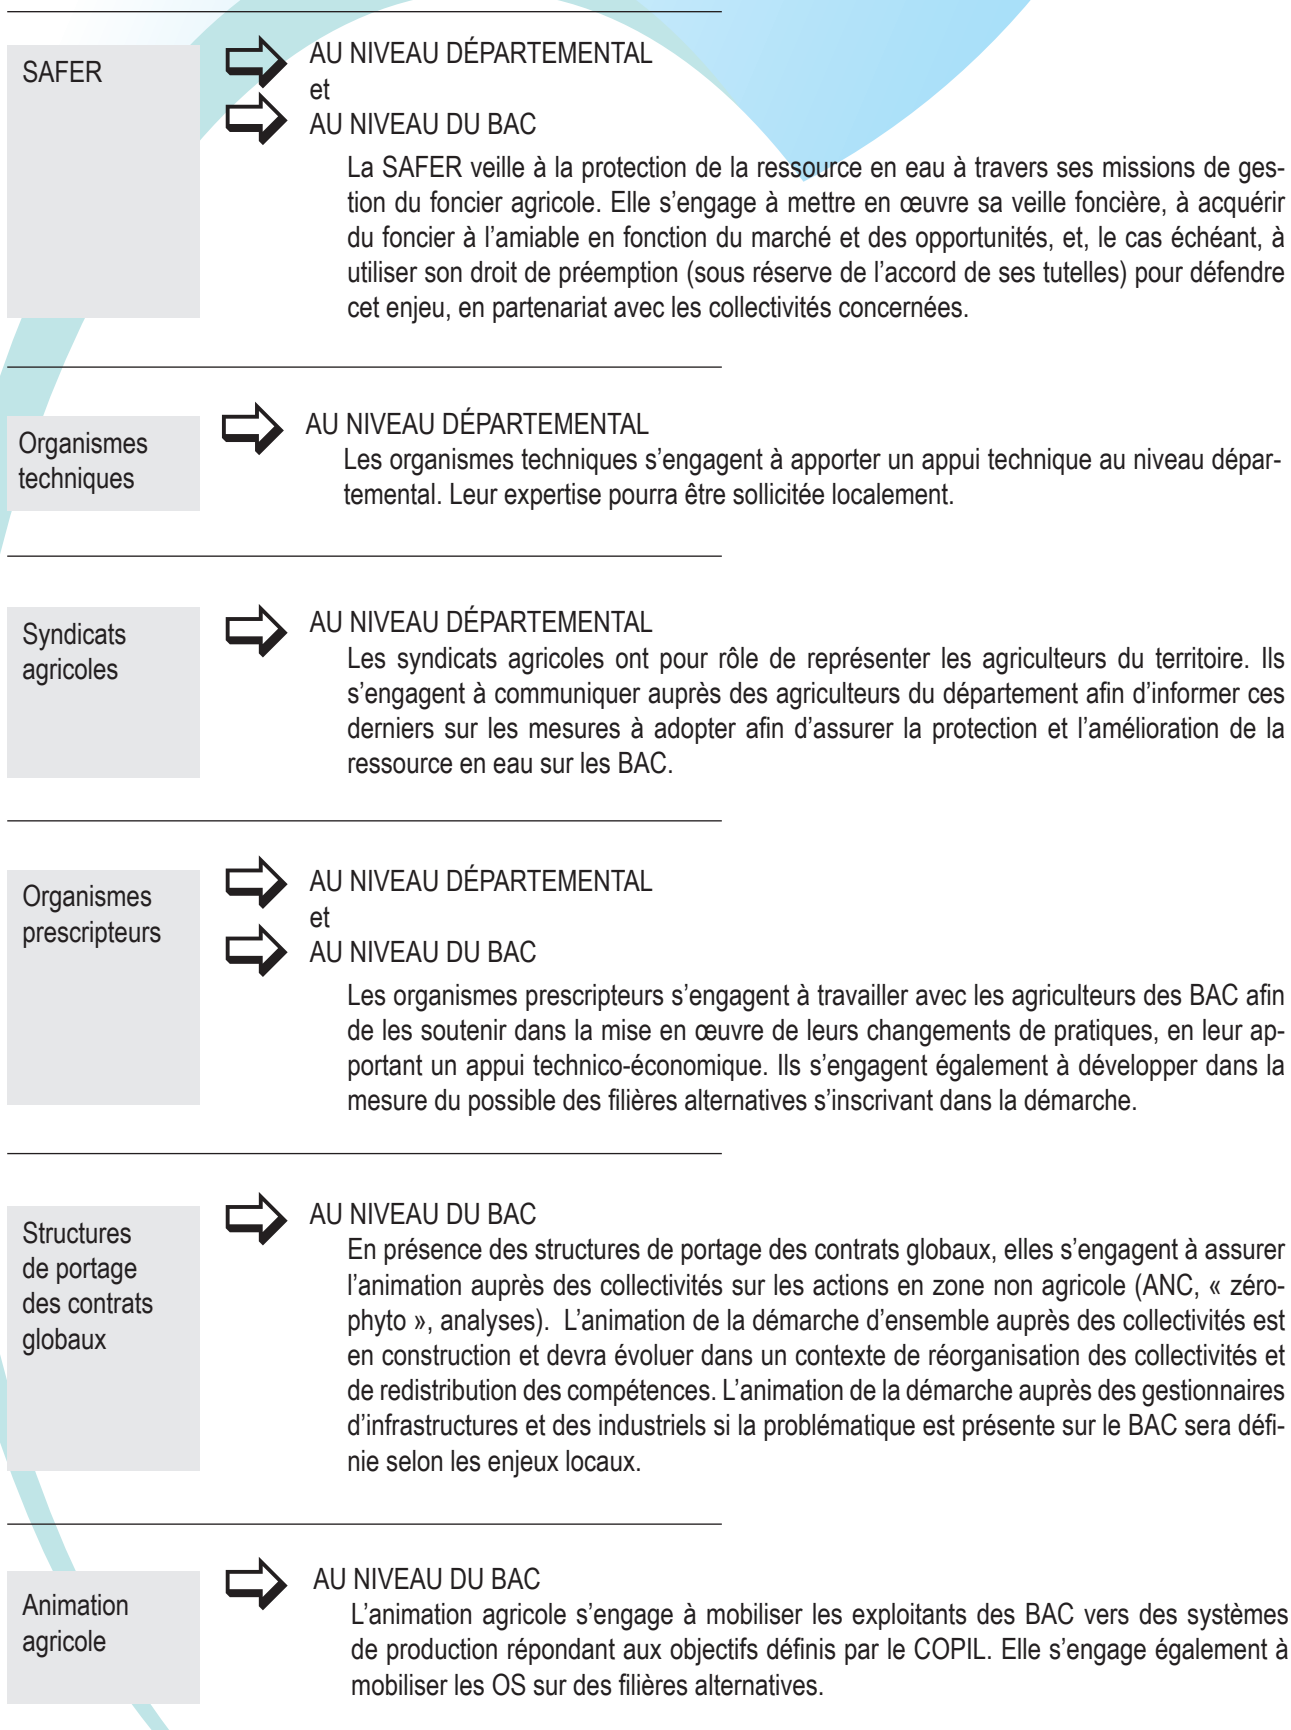 SAFER
AU NIVEAU DÉPARTEMENTAL
et
AU NIVEAU DU BAC
La SAFER veille à la protection de la ressource en eau à travers ses missions de ges-
tion du foncier agricole. Elle s’engage à mettre en œuvre sa veille foncière, à acquérir
du foncier à l’amiable en fonction du marché et des opportunités, et, le cas échéant, à
utiliser son droit de préemption (sous réserve de l’accord de ses tutelles) pour défendre
cet enjeu, en partenariat avec les collectivités concernées.
Organismes
techniques
AU NIVEAU DÉPARTEMENTAL
Les organismes techniques s’engagent à apporter un appui technique au niveau dépar-
temental. Leur expertise pourra être sollicitée localement.
Syndicats
agricoles
AU NIVEAU DÉPARTEMENTAL
Les syndicats agricoles ont pour rôle de représenter les agriculteurs du territoire. Ils
s’engagent à communiquer auprès des agriculteurs du département afin d’informer ces
derniers sur les mesures à adopter afin d’assurer la protection et l’amélioration de la
ressource en eau sur les BAC.
Organismes
prescripteurs
AU NIVEAU DÉPARTEMENTAL
et
AU NIVEAU DU BAC
Les organismes prescripteurs s’engagent à travailler avec les agriculteurs des BAC afin
de les soutenir dans la mise en œuvre de leurs changements de pratiques, en leur ap-
portant un appui technico-économique. Ils s’engagent également à développer dans la
mesure du possible des filières alternatives s’inscrivant dans la démarche.
Structures
de portage
des contrats
globaux
AU NIVEAU DU BAC
En présence des structures de portage des contrats globaux, elles s’engagent à assurer
l’animation auprès des collectivités sur les actions en zone non agricole (ANC, « zéro-
phyto », analyses). L’animation de la démarche d’ensemble auprès des collectivités est
en construction et devra évoluer dans un contexte de réorganisation des collectivités et
de redistribution des compétences. L’animation de la démarche auprès des gestionnaires
d’infrastructures et des industriels si la problématique est présente sur le BAC sera défi-
nie selon les enjeux locaux.
Animation
agricole
AU NIVEAU DU BAC
L’animation agricole s’engage à mobiliser les exploitants des BAC vers des systèmes
de production répondant aux objectifs définis par le COPIL. Elle s’engage également à
mobiliser les OS sur des filières alternatives.